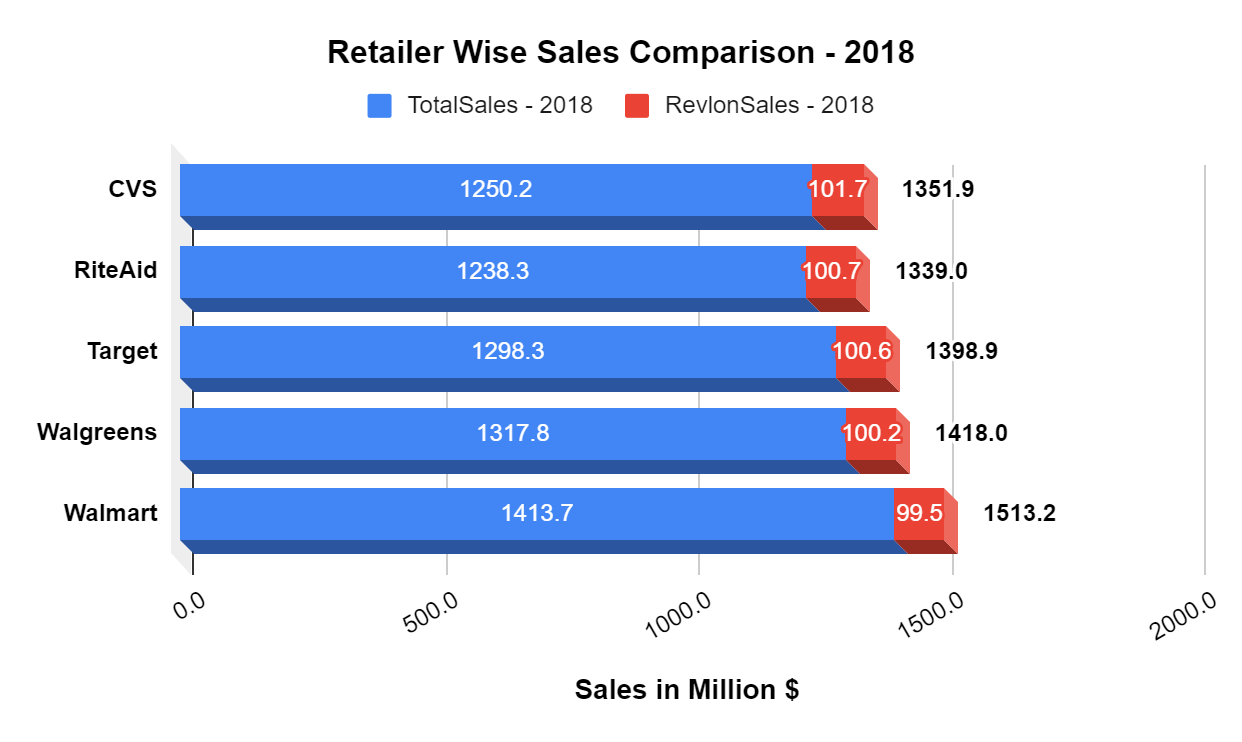 Retailer Wise Sales Comparison - 2018
TotalSales - 2018 RevlonSales - 2018
CVS 1250.2 101.7 1351.9
RiteAid 1238.3 100.7 1339.0
Target 1298.3 100.6 1398.9
Walgreens 1317.8 100.2 1418.0
Walmart 1413.7 99.5 1513.2
0.0 500.0 1000.0 1500.0 2000.0
Sales in Million $